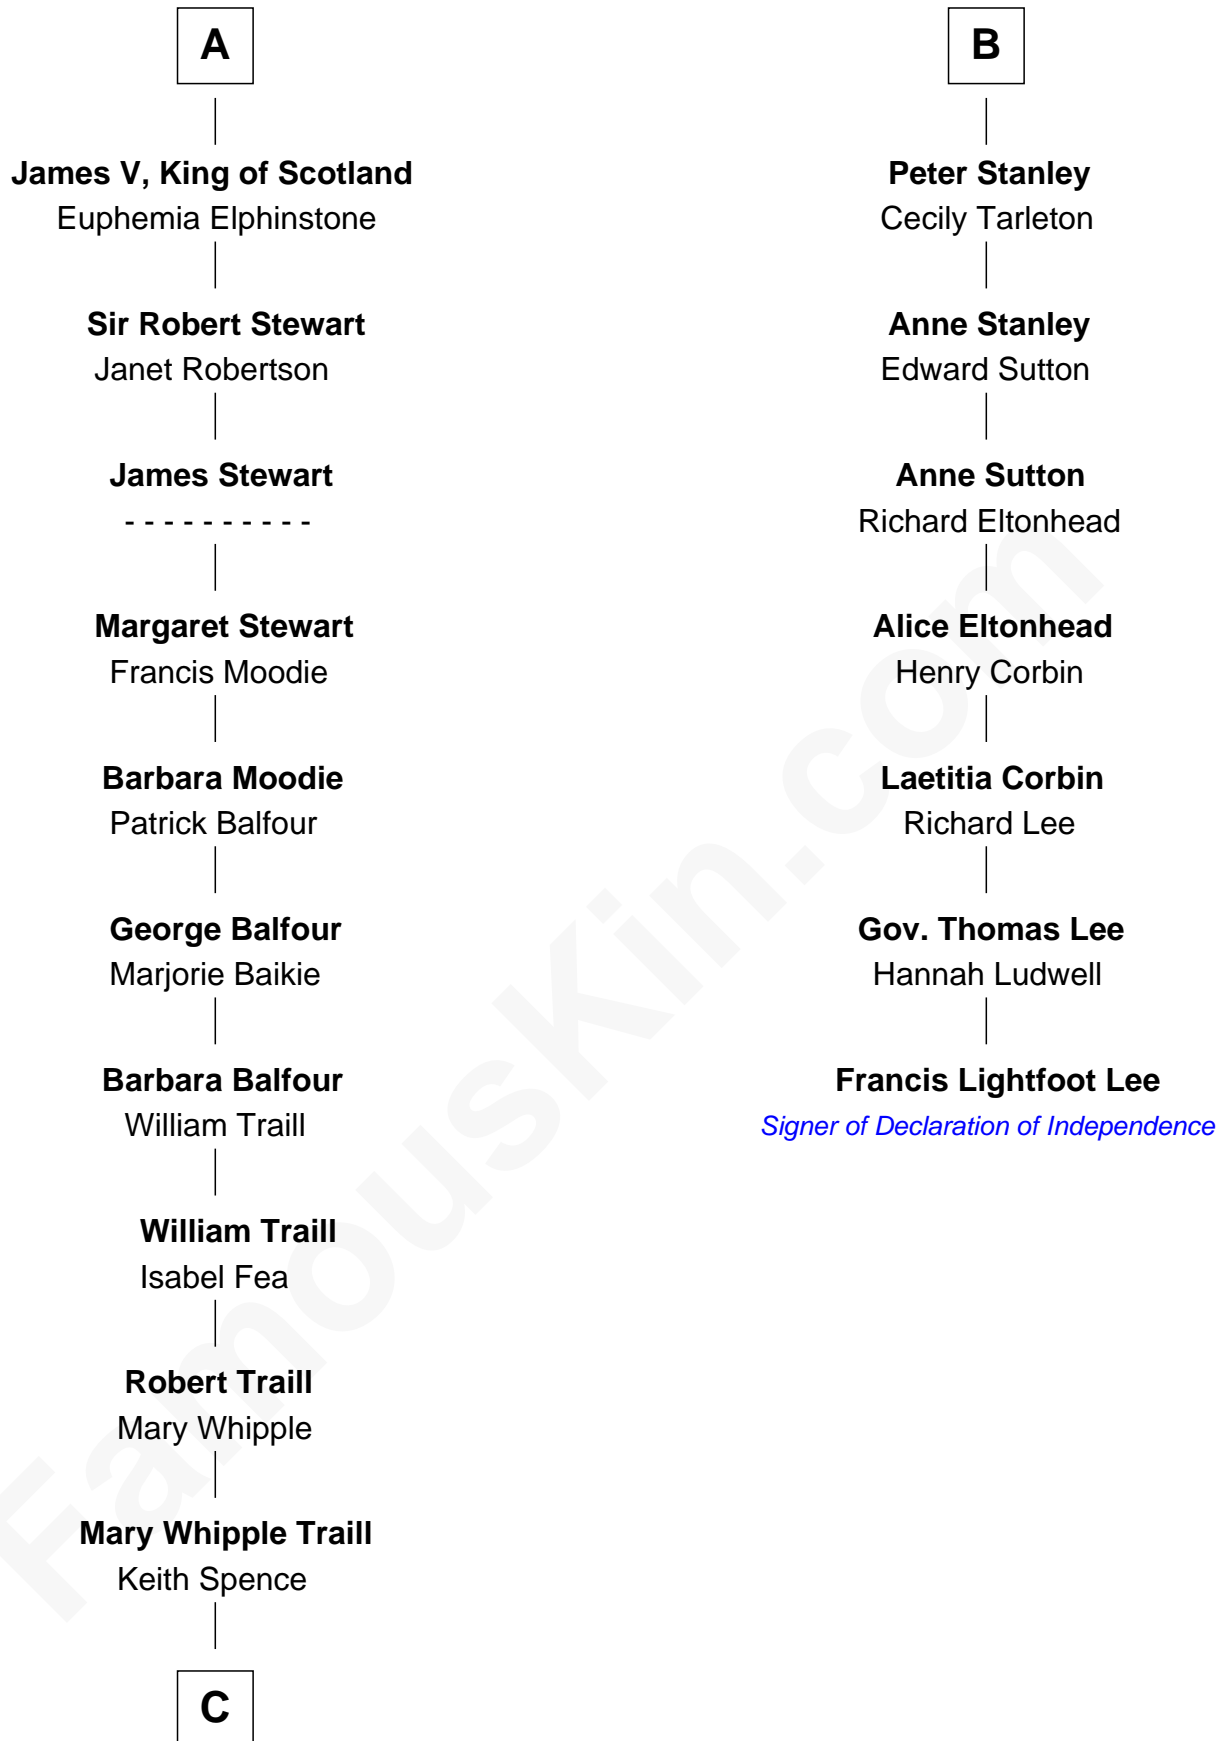 A
James V, King of Scotland
Euphemia Elphinstone
Sir Robert Stewart
Janet Robertson
James Stewart
- - - - - - - - - -
Margaret Stewart
Francis Moodie
Barbara Moodie
Patrick Balfour
George Balfour
Marjorie Baikie
Barbara Balfour
William Traill
William Traill
Isabel Fea
Robert Traill
Mary Whipple
Mary Whipple Traill
Keith Spence
C
B
Peter Stanley
Cecily Tarleton
Anne Stanley
Edward Sutton
Anne Sutton
Richard Eltonhead
Alice Eltonhead
Henry Corbin
Laetitia Corbin
Richard Lee
Gov. Thomas Lee
Hannah Ludwell
Francis Lightfoot Lee
Signer of Declaration of Independence
FamousKin.com